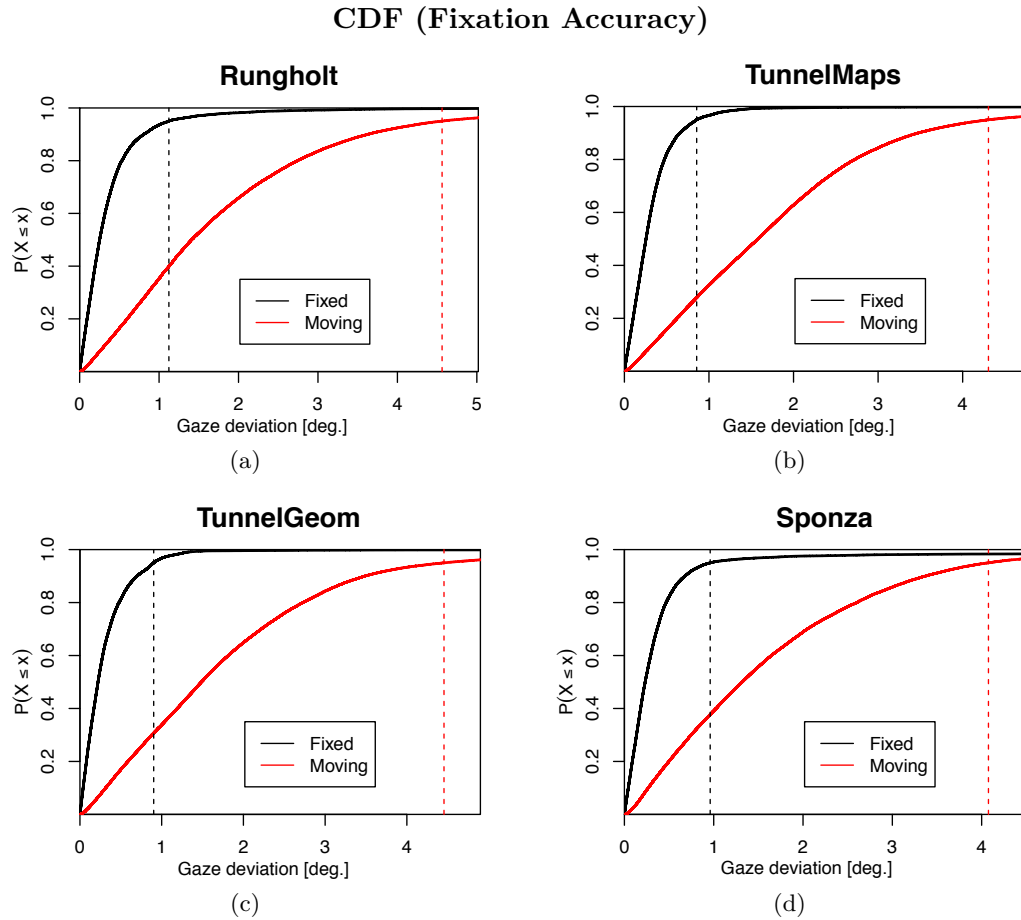 CDF (Fixation Accuracy)
Rungholt
P(X ≤ x)
1.0
0.8
0.6
0.4
0.2
Fixed
Moving
0 1 2 3 4 5
Gaze deviation [deg.]
(a)
TunnelMaps
1.0
0.8
0.6
0.4
0.2
Fixed
Moving
0 1 2 3 4
Gaze deviation [deg.]
(b)
TunnelGeom
P(X ≤ x)
1.0
0.8
0.6
0.4
0.2
Fixed
Moving
0 1 2 3 4
Gaze deviation [deg.]
(c)
Sponza
P(X ≤ x)
1.0
0.8
0.6
0.4
0.2
Fixed
Moving
0 1 2 3 4
Gaze deviation [deg.]
(d)